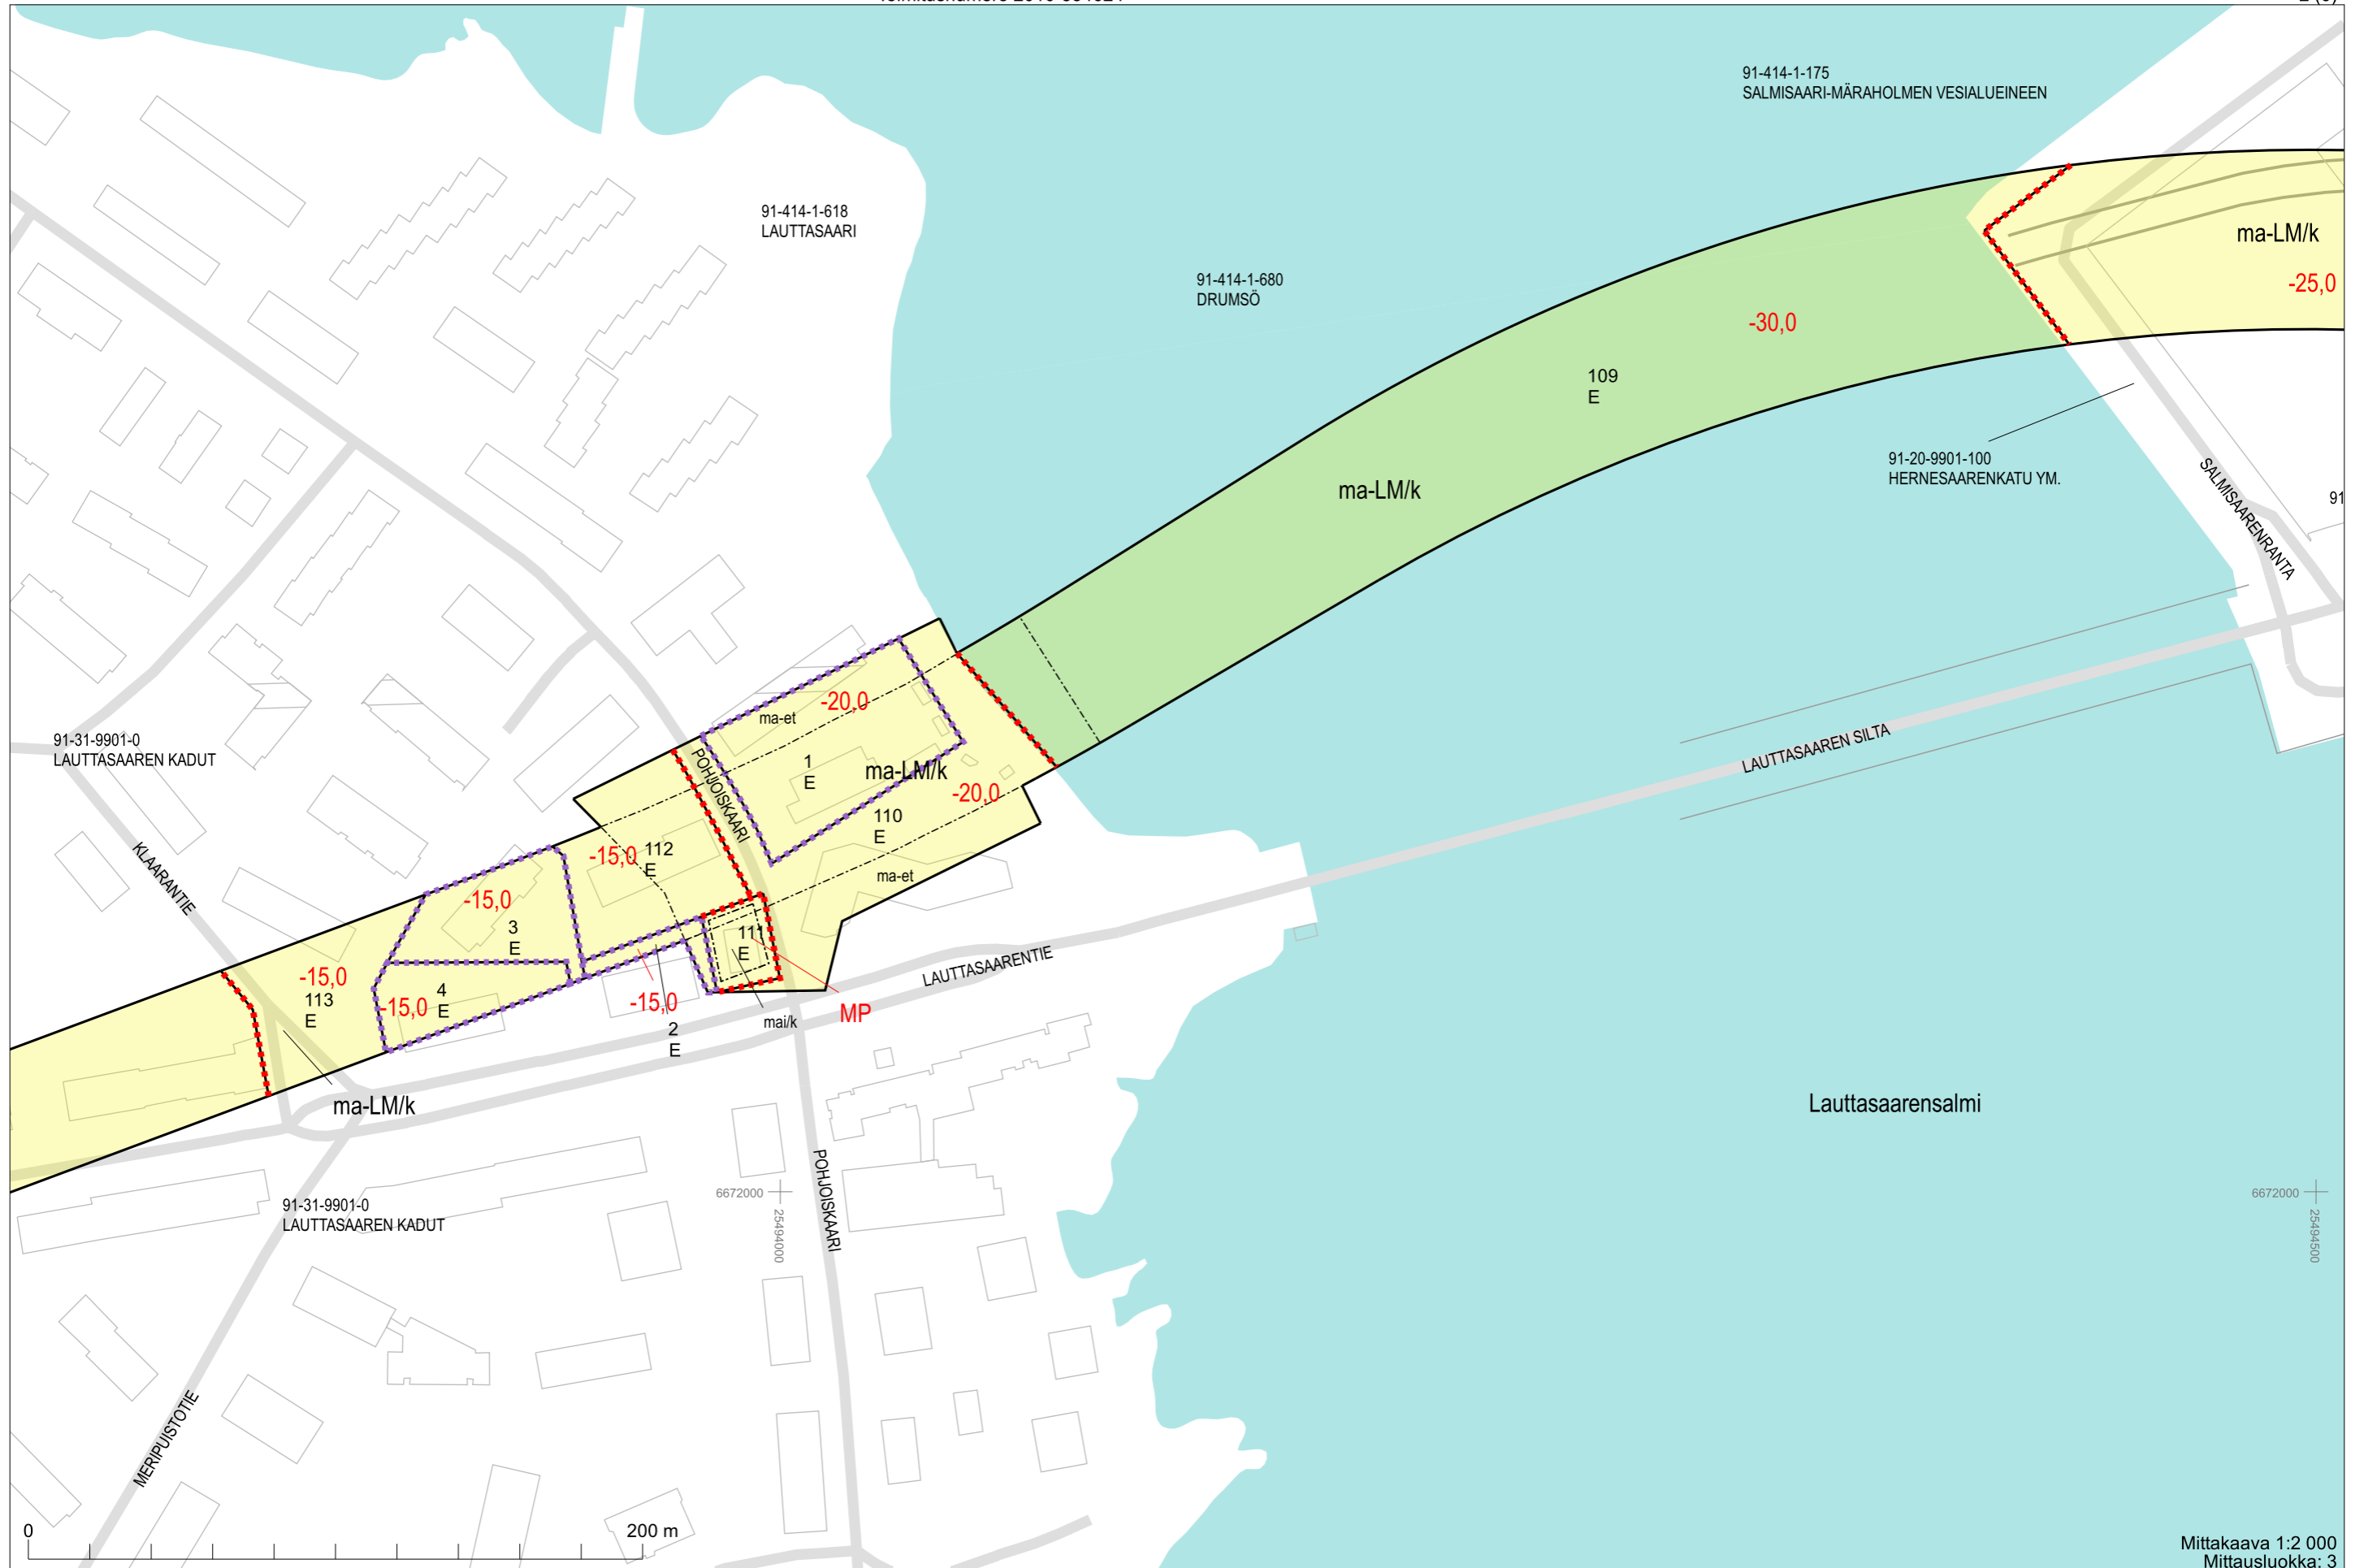 91-414-1-175
SALMISAARI-MÄRAHOLMEN VESIALUEINEEN
91-414-1-618
LAUTTASAARI
91-414-1-680
DRUMSÖ
ma-LM/k
-25,0
-30,0
109
E
ma-LM/k
91-20-9901-100
HERNESAARENKATU YM.
91
SALMISAARENRANTA
LAUTTASAAREN SILTA
91-31-9901-0
LAUTTASAAREN KADUT
KLAARANTIE
POHJOISKAARI
-20,0
ma-et
1
E
ma-LM/k
-20,0
110
E
ma-et
-15,0
112
E
-15,0
3
E
111
E
-15,0
113
E
-15,0
4
E
-15,0
2
E
mai/k
MP
LAUTTASAARENTIE
ma-LM/k
Lauttasaarensalmi
POHJOISKAARI
91-31-9901-0
LAUTTASAAREN KADUT
6672000
25494000
6672000
25494500
MERIPUISTOTIE
0
200 m
Mittakaava 1:2 000
Mittausluokka: 3